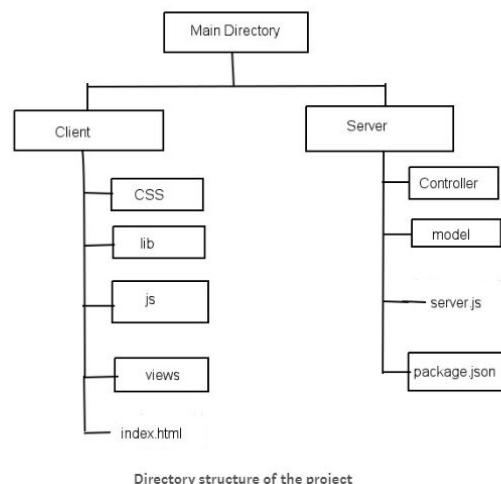 Main Directory
Client
CSS
lib
js
views
index.html
Server
Controller
model
server.js
package.json
Directory structure of the project